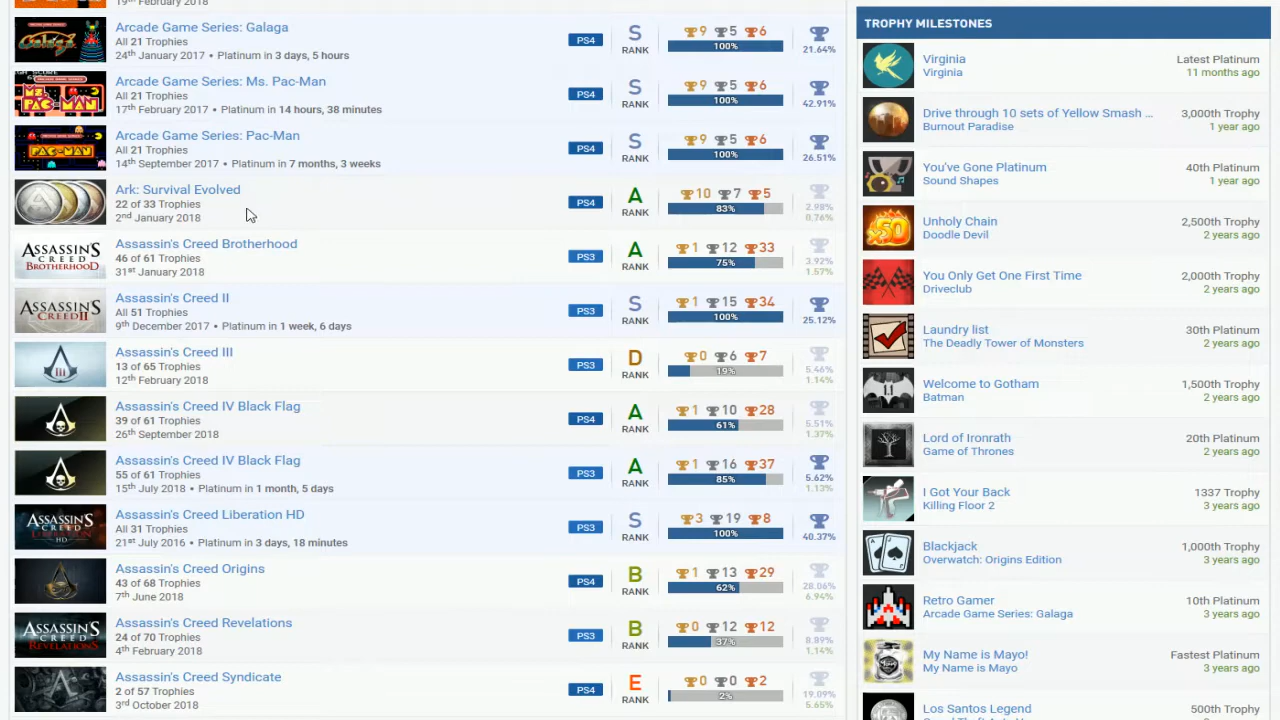 19th February 2018
Arcade Game Series: Galaga
All 21 Trophies
January 2017 • Platinum in 3 days, 5 hours
PS4
S
RANK
9 5 6
100%
21.64%
Arcade Game Series: Ms. Pac-Man
All 21 Trophies
17th February 2017 • Platinum in 14 hours, 38 minutes
PS4
S
RANK
9 5 6
100%
42.91%
Arcade Game Series: Pac-Man
All 21 Trophies
14th September 2017 • Platinum in 7 months, 3 weeks
PS4
S
RANK
9 5 6
100%
26.51%
Ark: Survival Evolved
22 of 33 Trophies
January 2018
PS4
A
RANK
10 7 5
83%
2.98%
0.76%
ASSASSIN'S CREED BROTHERHOOD
Assassin's Creed Brotherhood
46 of 61 Trophies
31st January 2018
PS3
A
RANK
1 12 33
75%
3.92%
1.57%
ASSASSIN'S CREED II
Assassin's Creed II
All 51 Trophies
December 2017 • Platinum in 1 week, 6 days
PS3
S
RANK
1 15 34
100%
25.12%
Assassin's Creed III
13 of 65 Trophies
12th February 2018
PS3
D
RANK
0 6 7
19%
5.46%
1.14%
Assassin's Creed IV Black Flag
39 of 61 Trophies
September 2018
PS4
A
RANK
1 10 28
61%
5.51%
1.37%
Assassin's Creed IV Black Flag
55 of 61 Trophies
15th July 2018 • Platinum in 1 month, 5 days
PS3
A
RANK
1 16 37
85%
5.62%
1.13%
ASSASSIN'S CREED LIBERATION HD
Assassin's Creed Liberation HD
All 31 Trophies
21st July 2016 • Platinum in 3 days, 18 minutes
PS3
S
RANK
3 19 8
100%
40.37%
Assassin's Creed Origins
43 of 68 Trophies
June 2018
PS4
B
RANK
1 13 29
62%
28.06%
6.94%
ASSASSIN'S CREED REVELATIONS
Assassin's Creed Revelations
24 of 70 Trophies
February 2018
PS3
B
RANK
0 12 12
37%
8.89%
1.14%
Assassin's Creed Syndicate
2 of 57 Trophies
3rd October 2018
PS4
E
RANK
0 0 2
2%
19.09%
5.65%
TROPHY MILESTONES
Virginia Latest Platinum
Virginia 11 months ago
Drive through 10 sets of Yellow Smash ... 3,000th Trophy
Burnout Paradise 1 year ago
You've Gone Platinum 40th Platinum
Sound Shapes 1 year ago
Unholy Chain 2,500th Trophy
Doodle Devil 2 years ago
You Only Get One First Time 2,000th Trophy
Driveclub 2 years ago
Laundry list 30th Platinum
The Deadly Tower of Monsters 2 years ago
Welcome to Gotham 1,500th Trophy
Batman 2 years ago
Lord of Ironrath 20th Platinum
Game of Thrones 2 years ago
I Got Your Back 1337 Trophy
Killing Floor 2 3 years ago
Blackjack 1,000th Trophy
Overwatch: Origins Edition 3 years ago
Retro Gamer 10th Platinum
Arcade Game Series: Galaga 3 years ago
My Name is Mayo! Fastest Platinum
My Name is Mayo 3 years ago
Los Santos Legend 500th Trophy